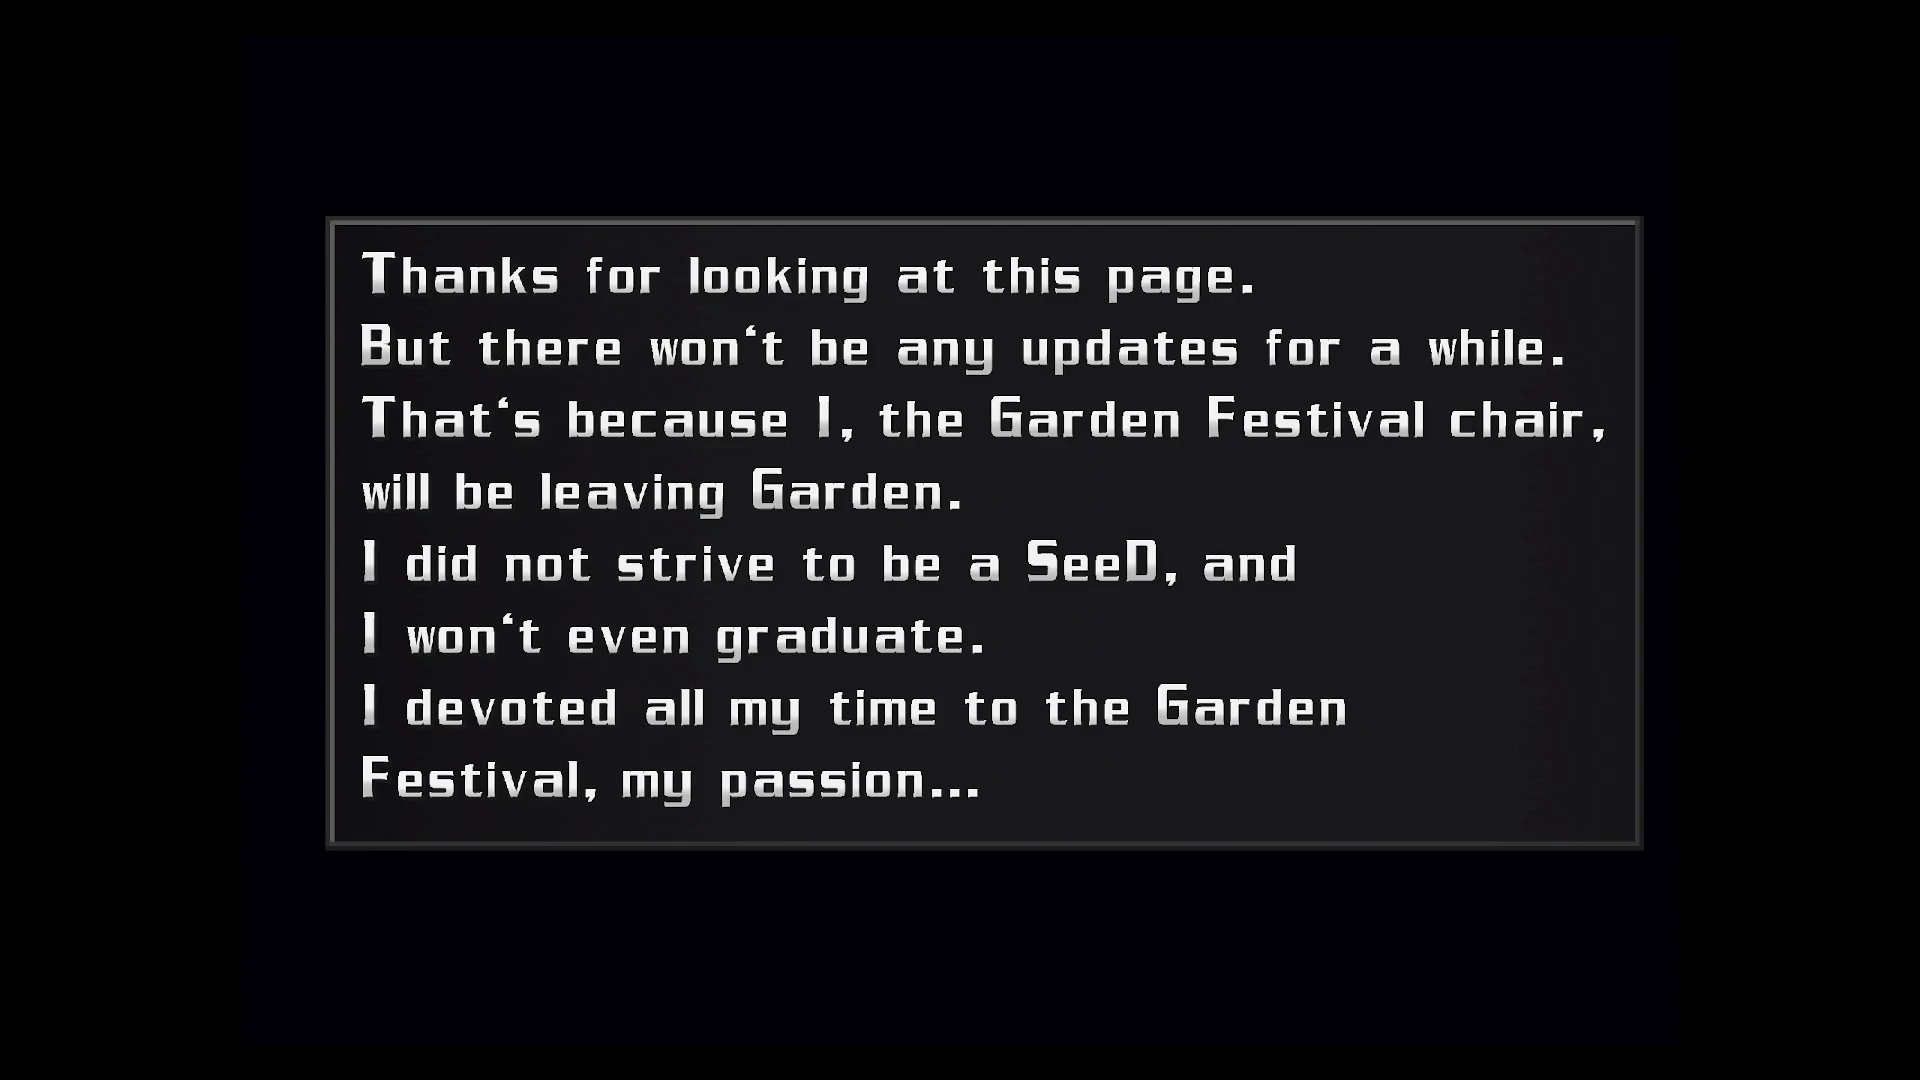 Thanks for looking at this page.
But there won‘t be any updates for a while.
That‘s because I, the Garden Festival chair,
will be leaving Garden.
I did not strive to be a SeeD, and
I won‘t even graduate.
I devoted all my time to the Garden
Festival, my passion...